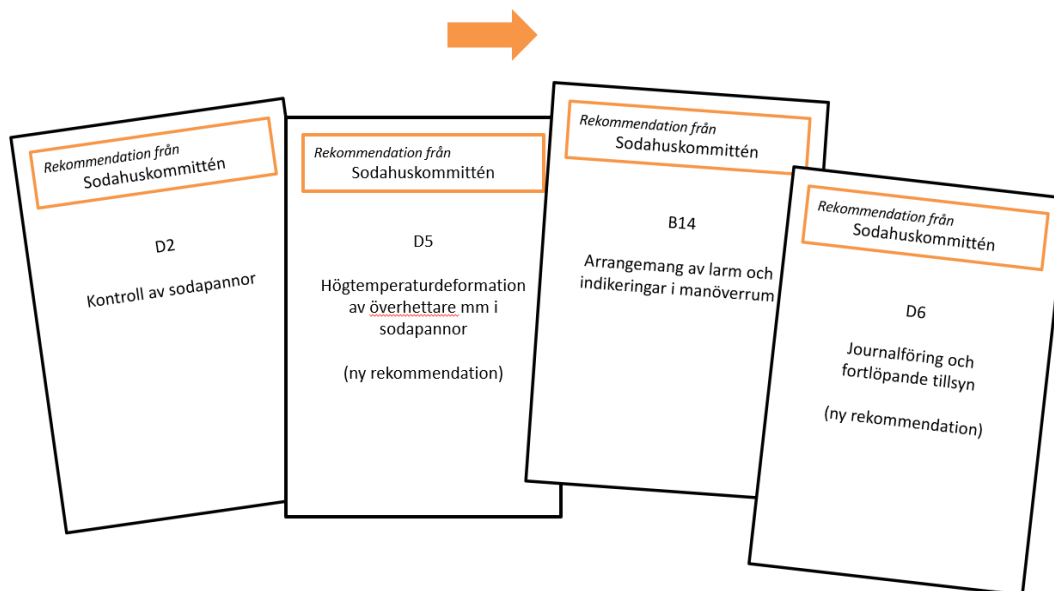 Rekommendation från
Sodahuskommittén
D2
Kontroll av sodapannor
Rekommendation från
Sodahuskommittén
D5
Högtemperaturdeformation
av överhettare mm i
sodapannor
(ny rekommendation)
Rekommendation från
Sodahuskommittén
B14
Arrangemang av larm och
indikeringar i manöverrum
Rekommendation från
Sodahuskommittén
D6
Journalföring och
fortlöpande tillsyn
(ny rekommendation)